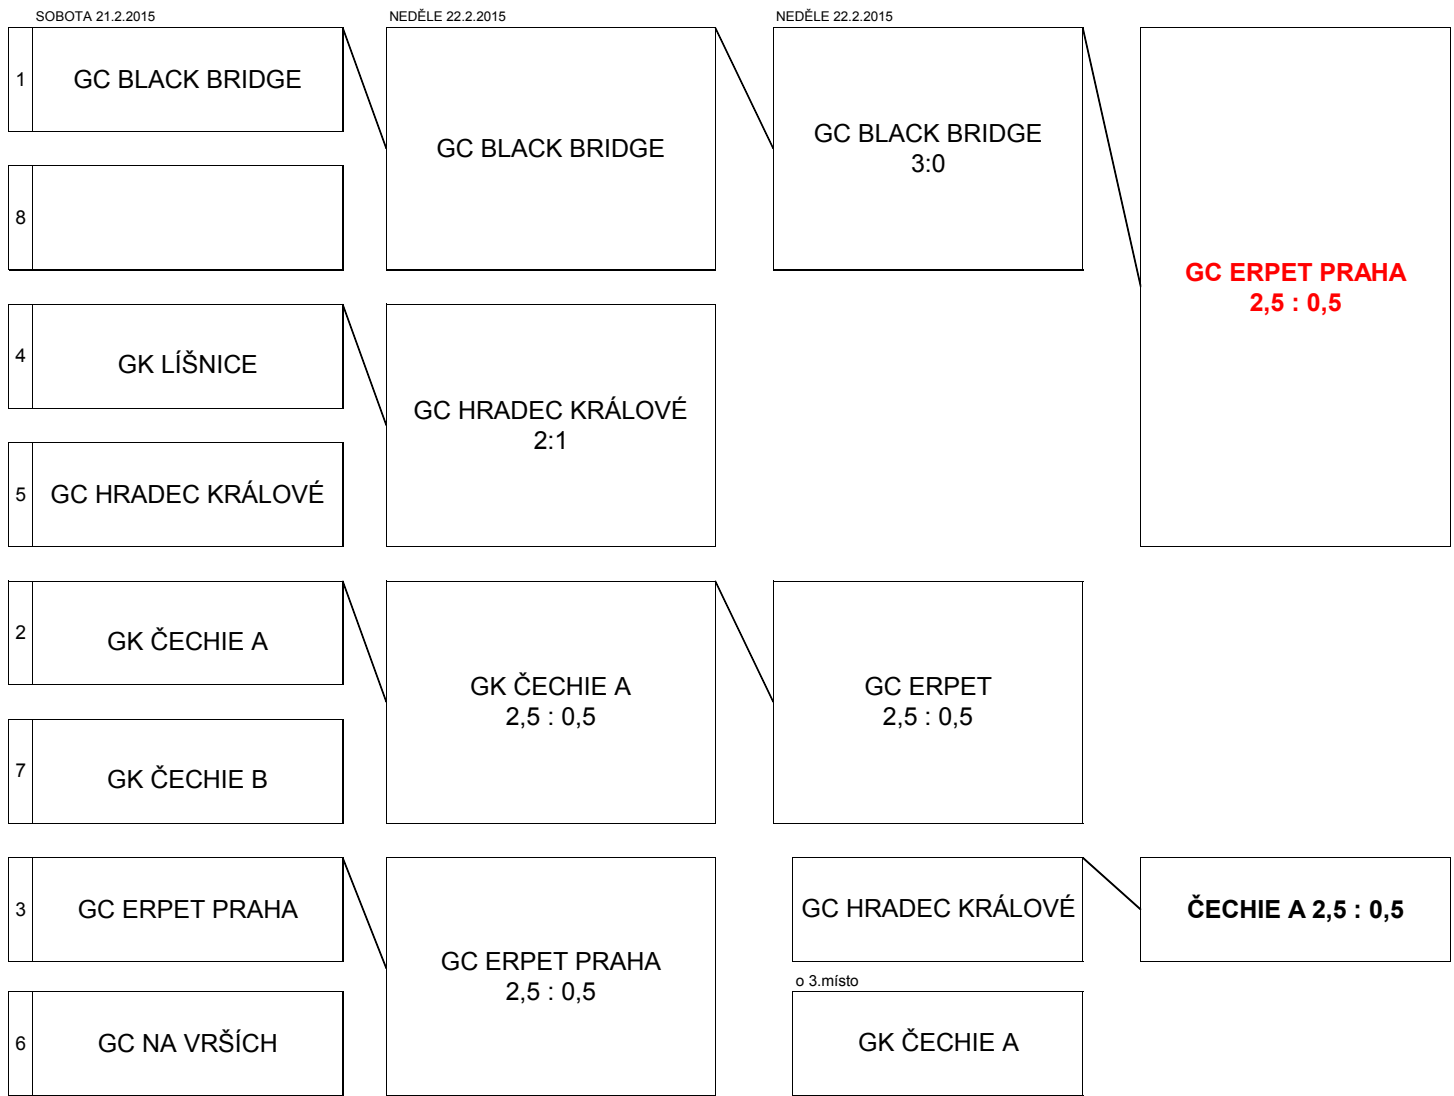 SOBOTA 21.2.2015
NEDĚLE 22.2.2015
NEDĚLE 22.2.2015
1
GC BLACK BRIDGE
8
4
GK LÍŠNICE
5
GC HRADEC KRÁLOVÉ
2
GK ČECHIE A
7
GK ČECHIE B
3
GC ERPET PRAHA
6
GC NA VRŠÍCH
GC BLACK BRIDGE
GC HRADEC KRÁLOVÉ
2:1
GK ČECHIE A
2,5 : 0,5
GC ERPET PRAHA
2,5 : 0,5
GC BLACK BRIDGE
3:0
GC ERPET
2,5 : 0,5
GC HRADEC KRÁLOVÉ
o 3.místo
GK ČECHIE A
GC ERPET PRAHA
2,5 : 0,5
ČECHIE A 2,5 : 0,5